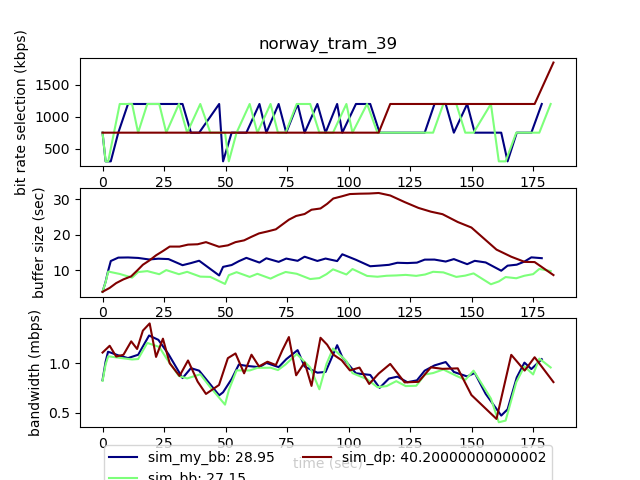 norway_tram_39
bit rate selection (kbps)
1500
1000
500
0 25 50 75 100 125 150 175
buffer size (sec)
30
20
10
0 25 50 75 100 125 150 175
bandwidth (mbps)
1.0
0.5
0 25 50 75 100 125 150 175
time (sec)
sim_my_bb: 28.95
sim_dp: 40.20000000000002
sim_bb: 27.15